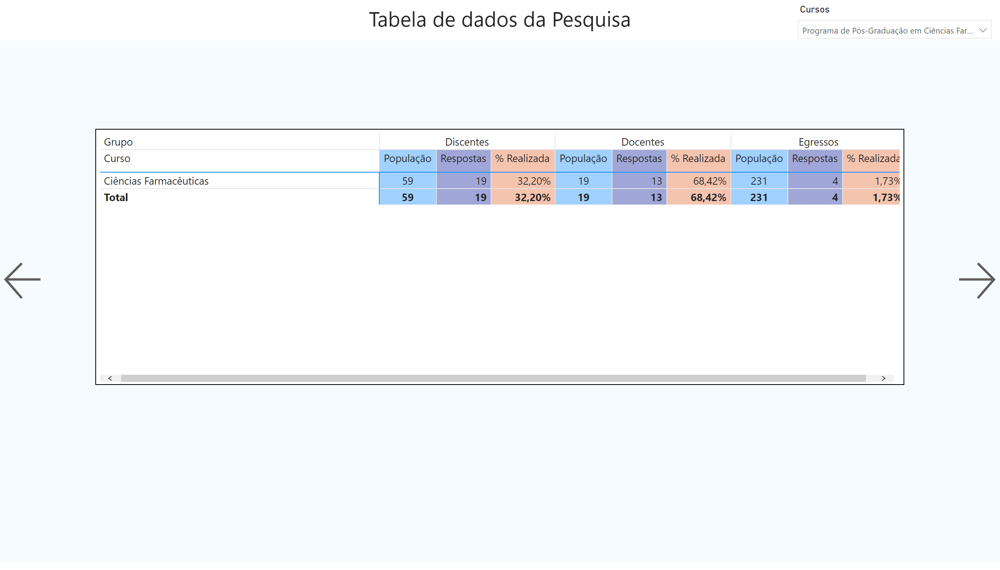 Tabela de dados da Pesquisa
Cursos
Programa de Pós-Graduação em Ciências Far...
Grupo Discentes Docentes Egressos
Curso População Respostas % Realizada População Respostas % Realizada População Respostas % Realizada
Ciências Farmacêuticas 59 19 32,20% 19 13 68,42% 231 4 1,73%
Total 59 19 32,20% 19 13 68,42% 231 4 1,73%